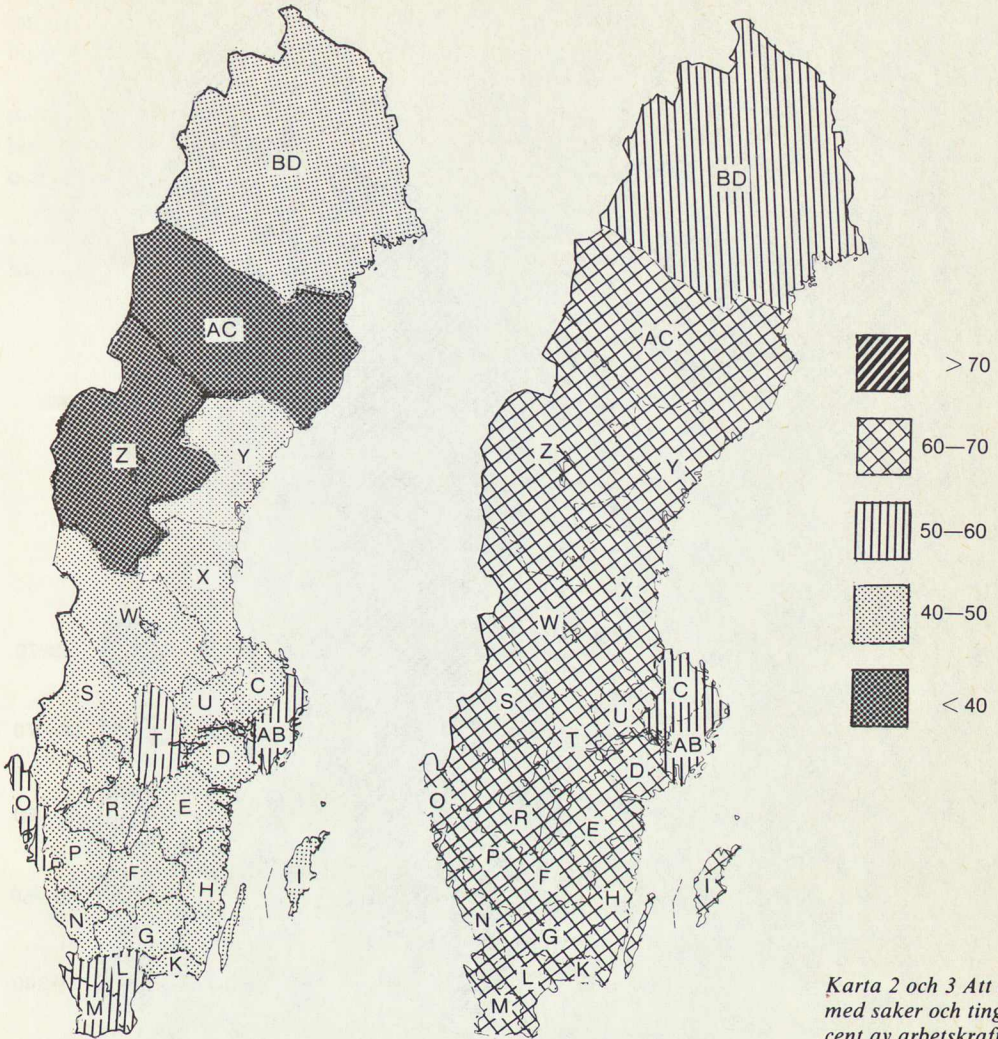 BD
AC
Z
Y
X
W
S
T
U
C
AB
D
O
R
E
P
F
H
I
N
G
K
L
M
BD
AC
Z
Y
X
W
S
T
U
C
AB
D
O
R
E
P
F
H
I
N
G
K
L
M
> 70
60—70
50—60
40—50
< 40
Karta 2 och 3 Att
med saker och ting
cent av arbetskraft